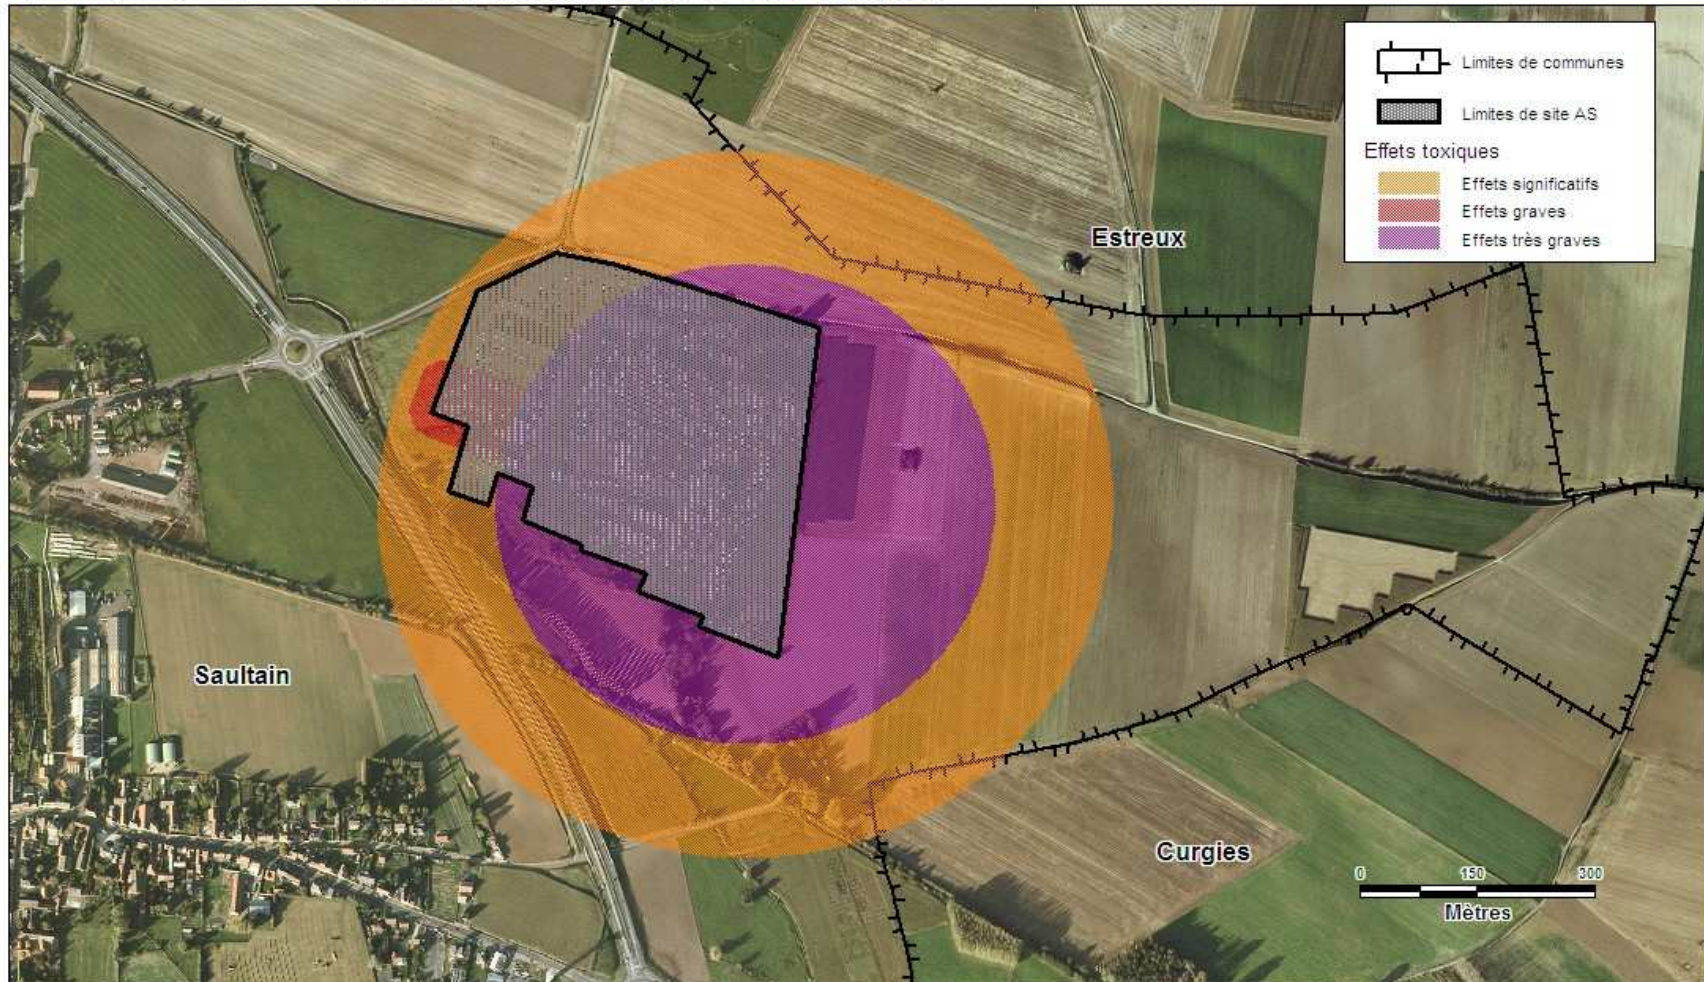 Limites de communes
Limites de site AS
Effets toxiques
Effets significatifs
Effets graves
Effets très graves
Estreux
Saultain
Curgies
0 150 300
Mètres